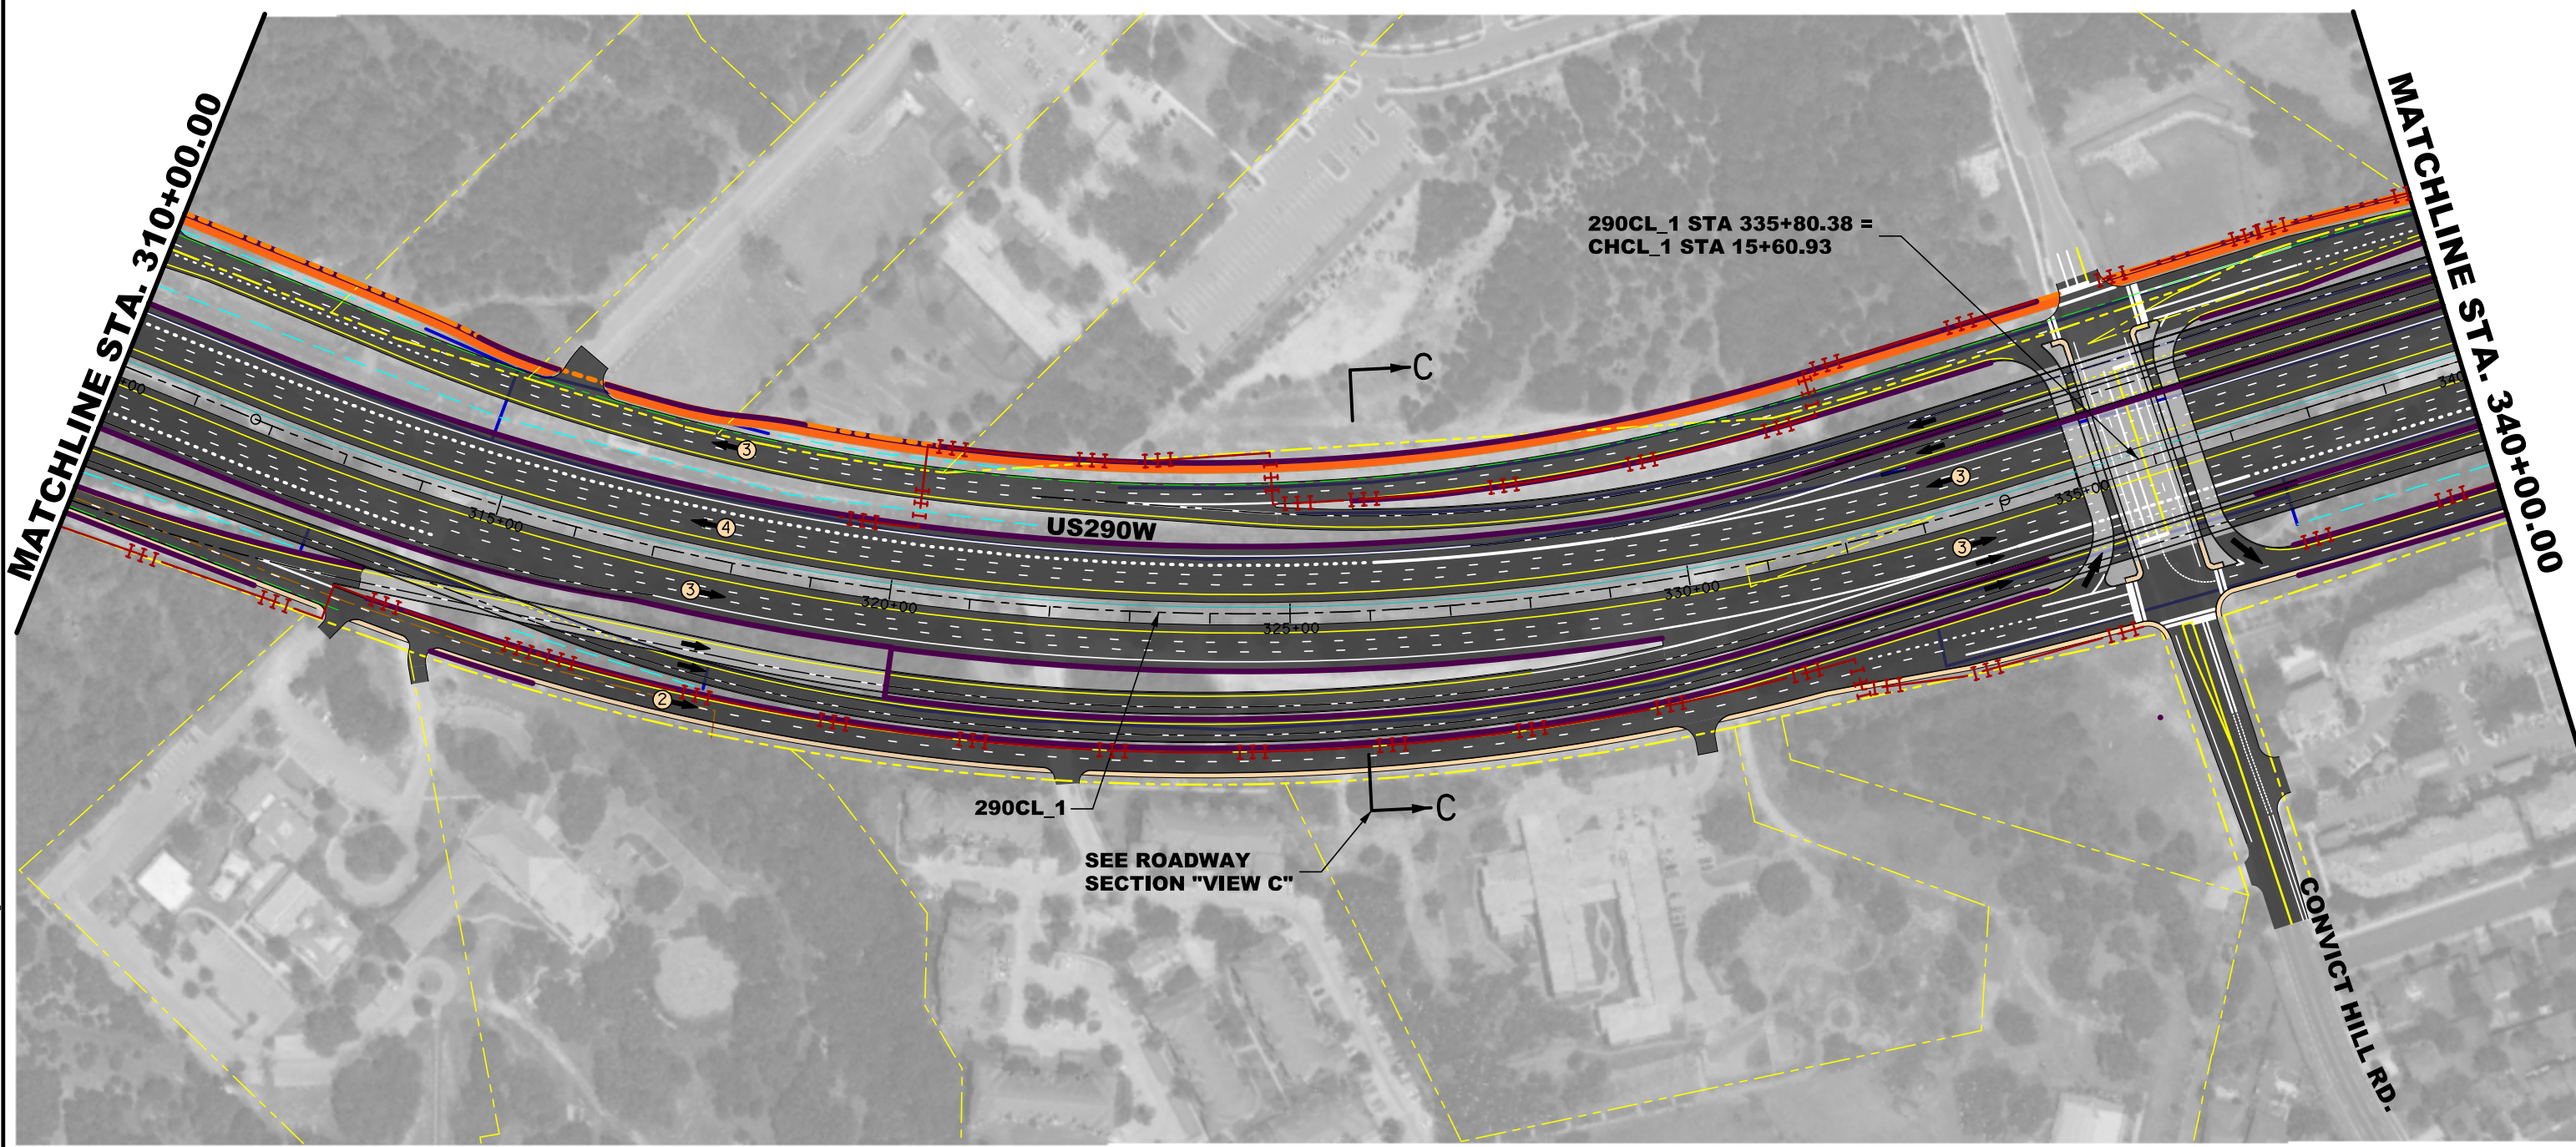 MATCHLINE STA. 310+00.00
MATCHLINE STA. 340+00.00
290CL_1 STA 335+80.38 =
CHCL_1 STA 15+60.93
C
3
3
335+00
340
+00
4
US290W
315+00
3
3
320+00
330+00
325+00
2
290CL_1
C
SEE ROADWAY
SECTION "VIEW C"
CONVICT HILL RD.